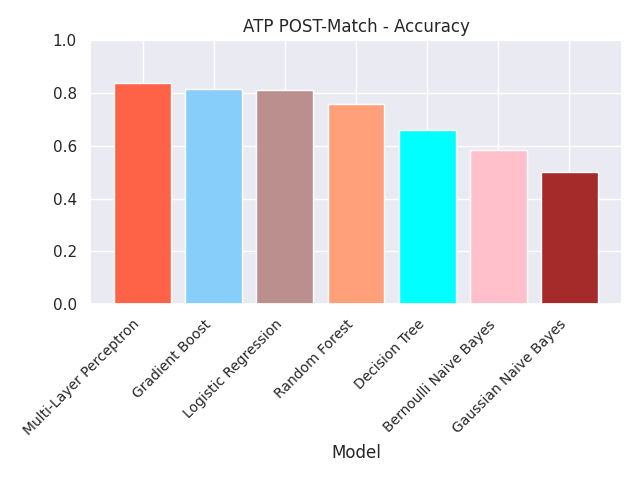 ATP POST-Match - Accuracy
1.0
0.8
0.6
0.4
0.2
0.0
Multi-Layer Perceptron
Gradient Boost
Logistic Regression
Random Forest
Decision Tree
Bernoulli Naive Bayes
Gaussian Naive Bayes
Model